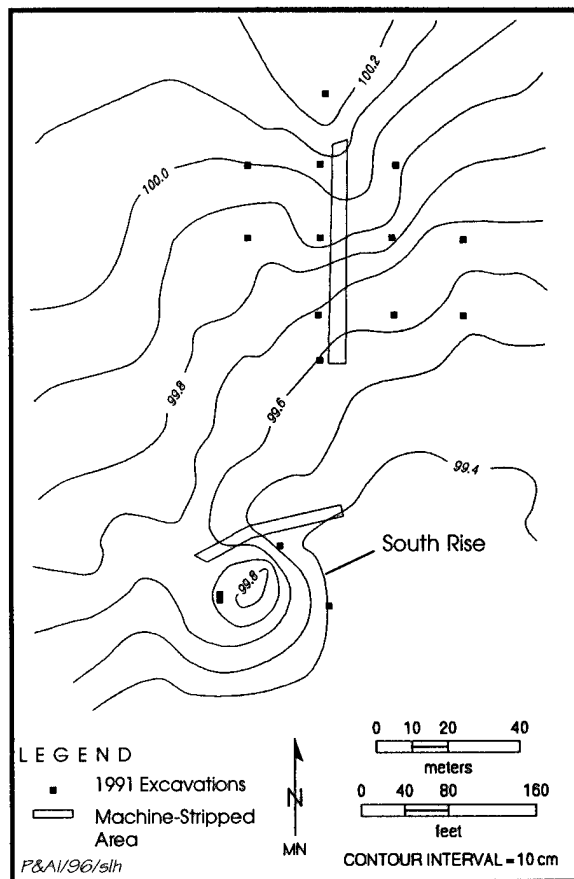 100.2
100.0
99.8
99.6
99.4
South Rise
99.8
LEGEND
1991 Excavations
Machine-Stripped
Area
P&AI/96/slh
N
MN
0 10 20 40
meters
0 40 80 160
feet
CONTOUR INTERVAL = 10 cm